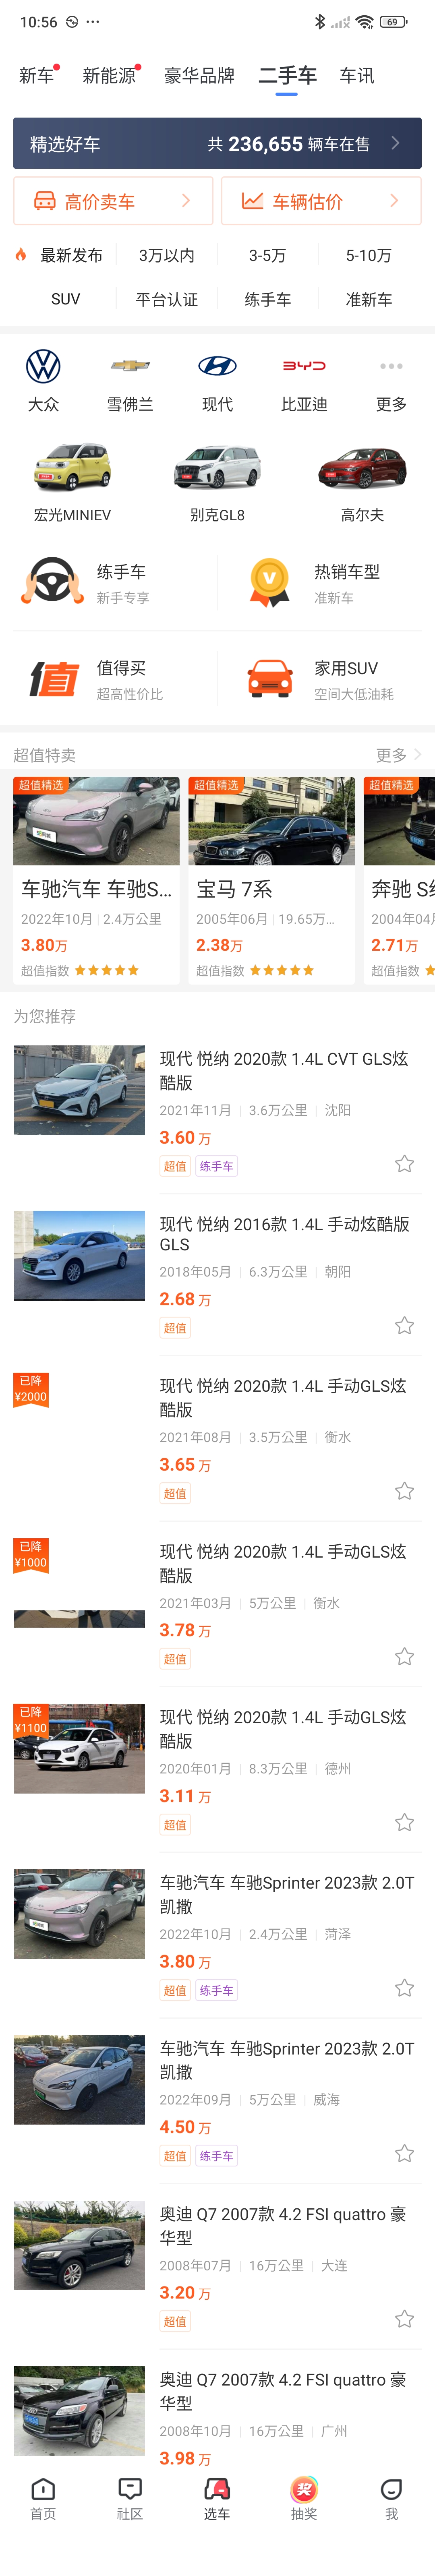 10:56 69
新车 新能源 豪华品牌 二手车 车讯
精选好车 共 236,655 辆车在售
高价卖车 车辆估价
最新发布 3万以内 3-5万 5-10万
SUV 平台认证 练手车 准新车
BYD
大众 雪佛兰 现代 比亚迪 更多
宏光MINIEV 别克GL8 高尔夫
练手车 热销车型
新手专享 准新车
值
值得买 家用SUV
超高性价比 空间大低油耗
超值特卖 更多
超值精选 超值精选 超值精选
车驰汽车 车驰S... 宝马 7系 奔驰 S级
2022年10月 2.4万公里 2005年06月 19.65万... 2004年04月
3.80万 2.38万 2.71万
超值指数 超值指数 超值指数
为您推荐
现代 悦纳 2020款 1.4L CVT GLS炫
酷版
2021年11月 3.6万公里 沈阳
3.60 万
超值 练手车
现代 悦纳 2016款 1.4L 手动炫酷版
GLS
2018年05月 6.3万公里 朝阳
2.68 万
超值
已降
¥2000
现代 悦纳 2020款 1.4L 手动GLS炫
酷版
2021年08月 3.5万公里 衡水
3.65 万
超值
已降
¥1000
现代 悦纳 2020款 1.4L 手动GLS炫
酷版
2021年03月 5万公里 衡水
3.78 万
超值
已降
¥1100
现代 悦纳 2020款 1.4L 手动GLS炫
酷版
2020年01月 8.3万公里 德州
3.11 万
超值
车驰汽车 车驰Sprinter 2023款 2.0T
凯撒
2022年10月 2.4万公里 菏泽
3.80 万
超值 练手车
车驰汽车 车驰Sprinter 2023款 2.0T
凯撒
2022年09月 5万公里 威海
4.50 万
超值 练手车
奥迪 Q7 2007款 4.2 FSI quattro 豪
华型
2008年07月 16万公里 大连
3.20 万
超值
奥迪 Q7 2007款 4.2 FSI quattro 豪
华型
2008年10月 16万公里 广州
3.98 万
奖
首页 社区 选车 抽奖 我